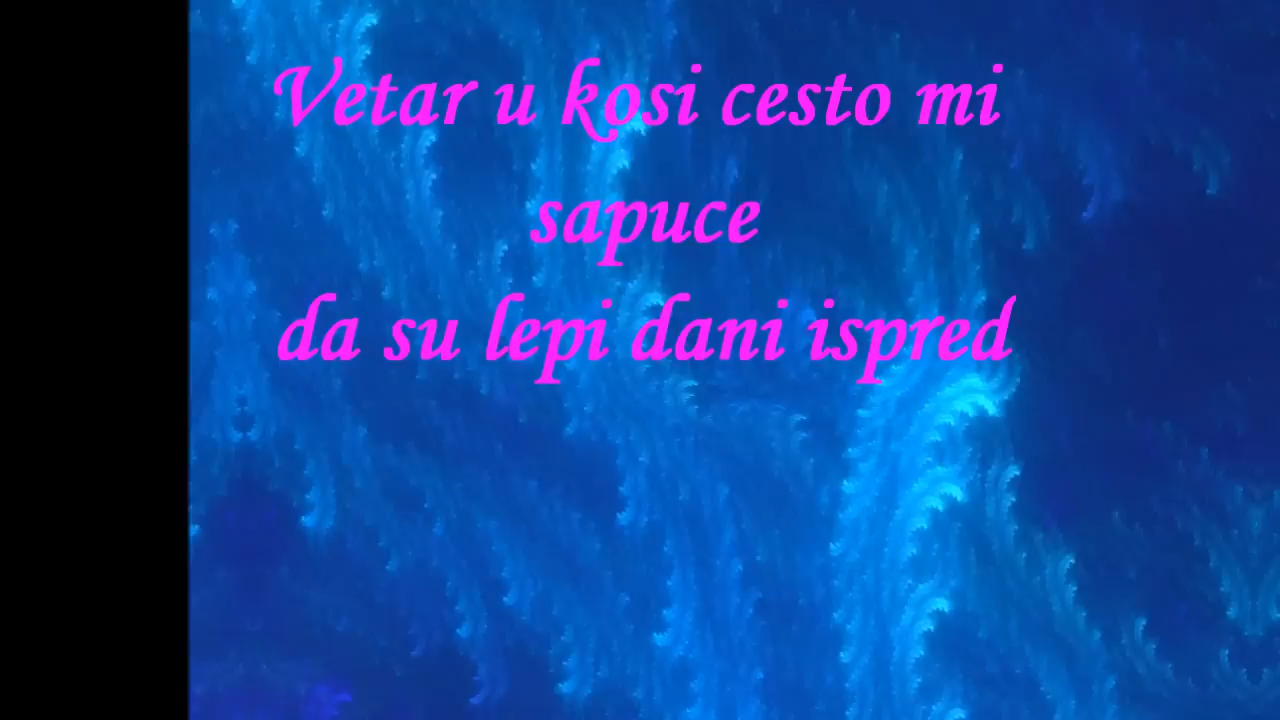 Vetar u kosi cesto mi
sapuce
da su lepi dani ispred